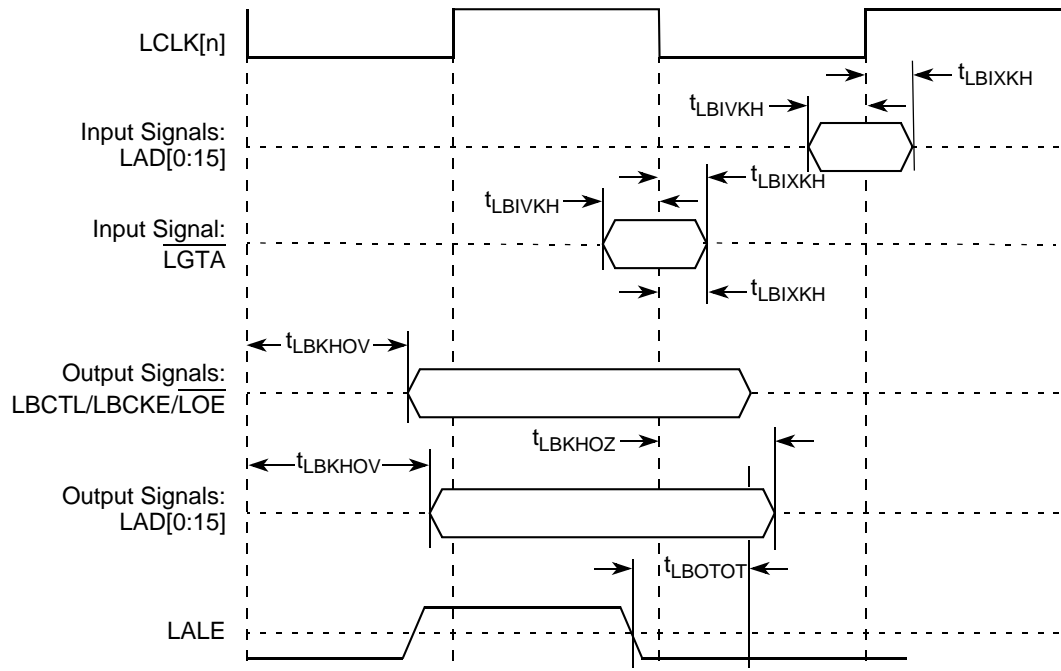 LCLK[n]
tLBIXKH
tLBIVKH
Input Signals:
LAD[0:15]
tLBIXKH
tLBIVKH
Input Signal:
LGTA
tLBIXKH
tLBKHOV
Output Signals:
LBCTL/LBCKE/LOE
tLBKHOZ
tLBKHOV
Output Signals:
LAD[0:15]
tLBOTOT
LALE